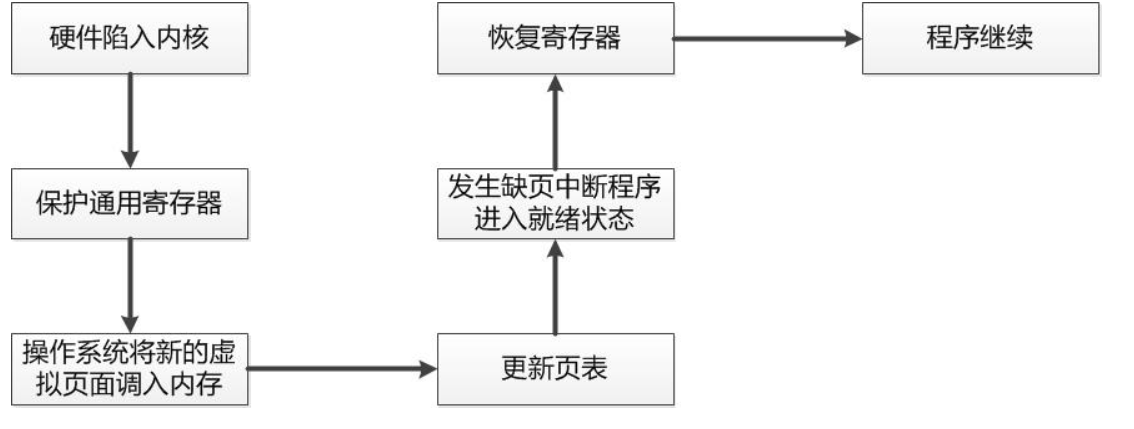 硬件陷入内核
保护通用寄存器
操作系统将新的虚
拟页面调入内存
更新页表
发生缺页中断程序
进入就绪状态
恢复寄存器
程序继续